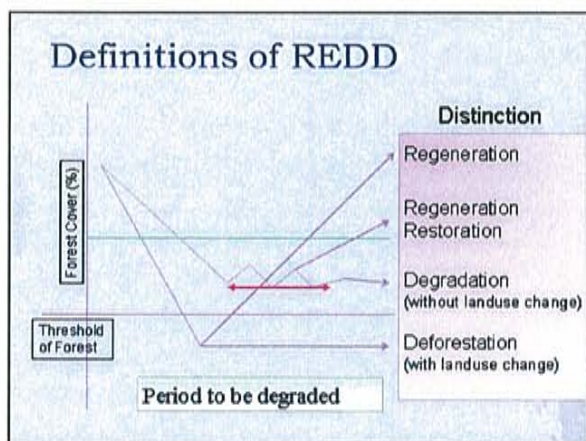 Definitions of REDD
Distinction
Forest Cover (%)
Regeneration
Regeneration
Restoration
Degradation
(without landuse change)
Threshold
of Forest
Deforestation
(with landuse change)
Period to be degraded